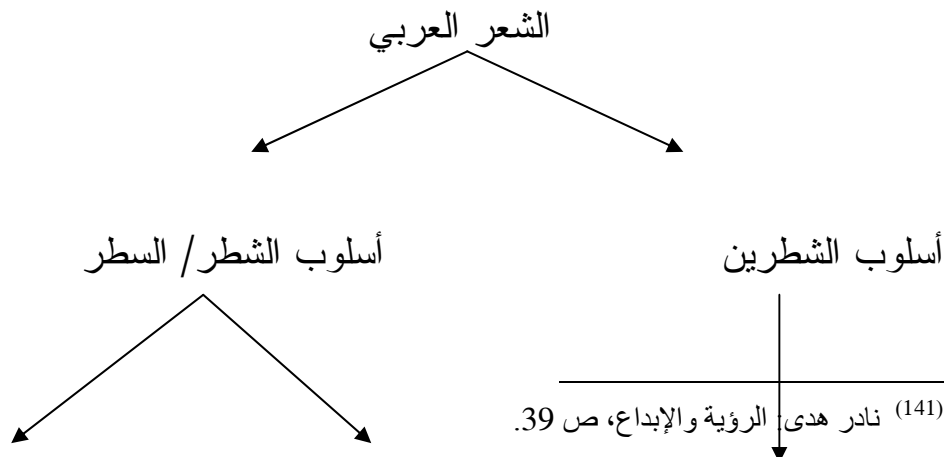 الشعر العربي
أسلوب الشطرين
أسلوب الشطر/ السطر
(141) نادر هدى: الرؤية والإبداع، ص 39.